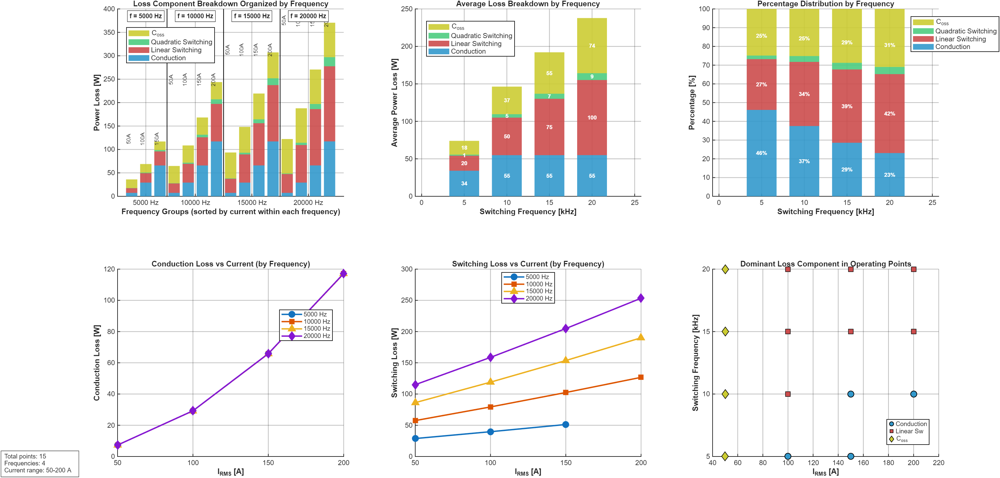 Loss Component Breakdown Organized by Frequency
400
350
300
250
200
150
100
50
0
Power Loss [W]
f = 5000 Hz
f = 10000 Hz
f = 15000 Hz
f = 20000 Hz
Coss
Quadratic Switching
Linear Switching
Conduction
50A
100A
150A
50A
100A
150A
200A
50A
100A
150A
200A
50A
10
15
20
5000 Hz
10000 Hz
15000 Hz
20000 Hz
Frequency Groups (sorted by current within each frequency)
Average Loss Breakdown by Frequency
250
200
150
100
50
0
Average Power Loss [W]
Coss
Quadratic Switching
Linear Switching
Conduction
18
1
20
34
37
5
50
55
55
7
75
55
74
9
100
55
0
5
10
15
20
25
Switching Frequency [kHz]
Percentage Distribution by Frequency
100
90
80
70
60
50
40
30
20
10
0
Percentage [%]
Coss
Quadratic Switching
Linear Switching
Conduction
25%
27%
46%
25%
34%
37%
29%
39%
29%
31%
42%
23%
0
5
10
15
20
25
Switching Frequency [kHz]
Conduction Loss vs Current (by Frequency)
120
100
80
60
40
20
0
Conduction Loss [W]
5000 Hz
10000 Hz
15000 Hz
20000 Hz
50
100
150
200
IRMS [A]
Switching Loss vs Current (by Frequency)
300
250
200
150
100
50
0
Switching Loss [W]
5000 Hz
10000 Hz
15000 Hz
20000 Hz
50
100
150
200
IRMS [A]
Dominant Loss Component in Operating Points
20
15
10
5
Switching Frequency [kHz]
Conduction
Linear Sw
Coss
40
60
80
100
120
140
160
180
200
220
IRMS [A]
Total points: 15
Frequencies: 4
Current range: 50-200 A